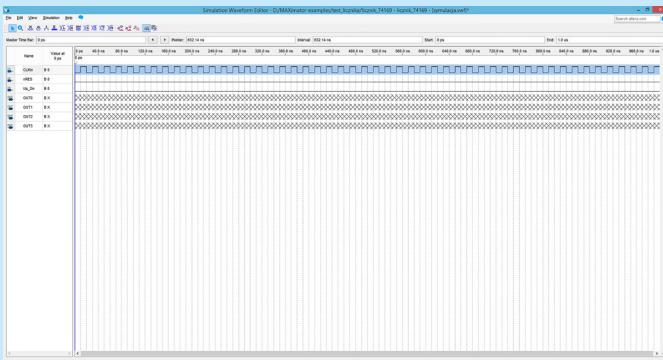 Simulation Waveform Editor - D:/MAXimator-examples/test_licznika/licznik_74169 - licznik_74169 - [symulacja.vwf]*
File Edit View Simulation Help
Search altera.com
Master Time Bar: 0 ps Pointer: 632.14 ns Interval: 632.14 ns Start: 0 ps End: 1.0 us
Name Value at 0 ps
0 ps 40.0 ns 80.0 ns 120.0 ns 160.0 ns 200.0 ns 240.0 ns 280.0 ns 320.0 ns 360.0 ns 400.0 ns 440.0 ns 480.0 ns 520.0 ns 560.0 ns 600.0 ns 640.0 ns 680.0 ns 720.0 ns 760.0 ns 800.0 ns 840.0 ns 880.0 ns 920.0 ns 960.0 ns 1.0 us
0 ps
CLKin B 0
nRES B 0
Up_Dn B 0
OUT0 B X
OUT1 B X
OUT2 B X
OUT3 B X